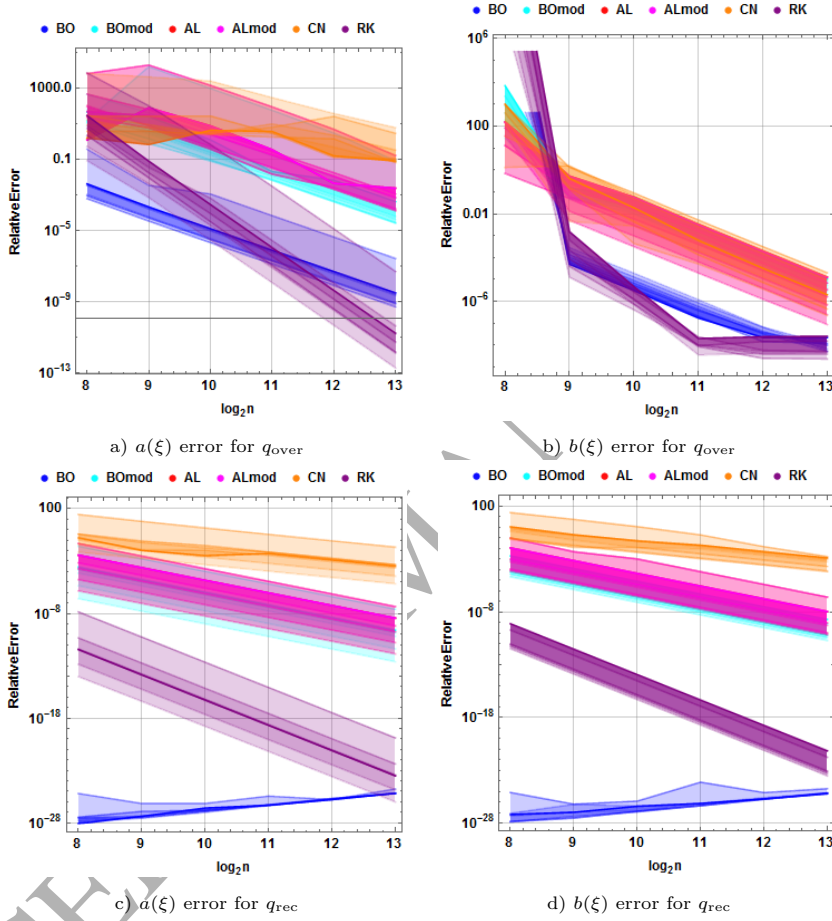 BO BOmod AL ALmod CN RK
BO BOmod AL ALmod CN RK
RelativeError
1000.0
0.1
10⁻⁵
10⁻⁹
10⁻¹³
8 9 10 11 12 13
log₂n
RelativeError
10⁶
100
0.01
10⁻⁶
8 9 10 11 12 13
log₂n
a) a(ξ) error for q_over
b) b(ξ) error for q_over
BO BOmod AL ALmod CN RK
BO BOmod AL ALmod CN RK
RelativeError
100
10⁻⁸
10⁻¹⁸
10⁻²⁸
8 9 10 11 12 13
log₂n
RelativeError
100
10⁻⁸
10⁻¹⁸
10⁻²⁸
8 9 10 11 12 13
log₂n
c) a(ξ) error for q_rec
d) b(ξ) error for q_rec